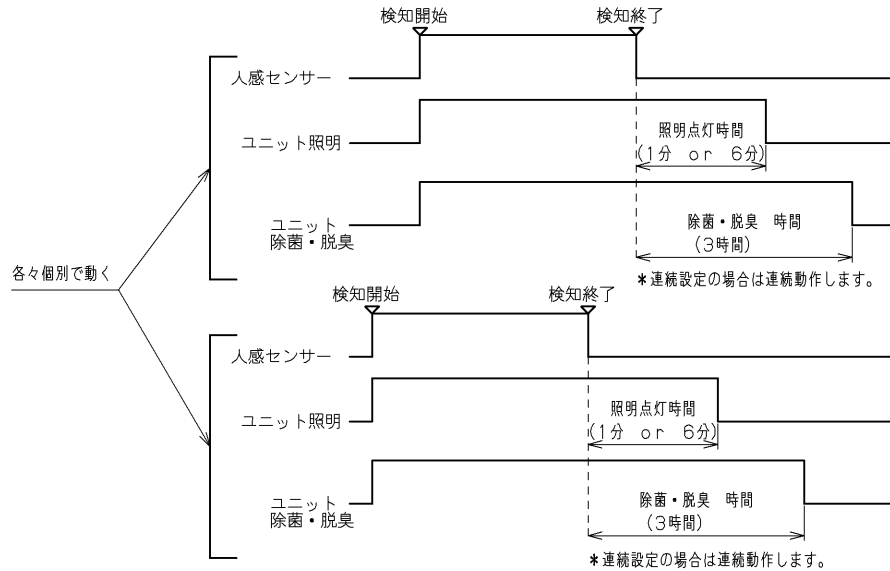 検知開始 検知終了
人感センサー
ユニット照明
照明点灯時間
(1分 or 6分)
ユニット
除菌・脱臭
除菌・脱臭 時間
(3時間)
*連続設定の場合は連続動作します。
各々個別で動く
検知開始 検知終了
人感センサー
ユニット照明
照明点灯時間
(1分 or 6分)
ユニット
除菌・脱臭
除菌・脱臭 時間
(3時間)
*連続設定の場合は連続動作します。